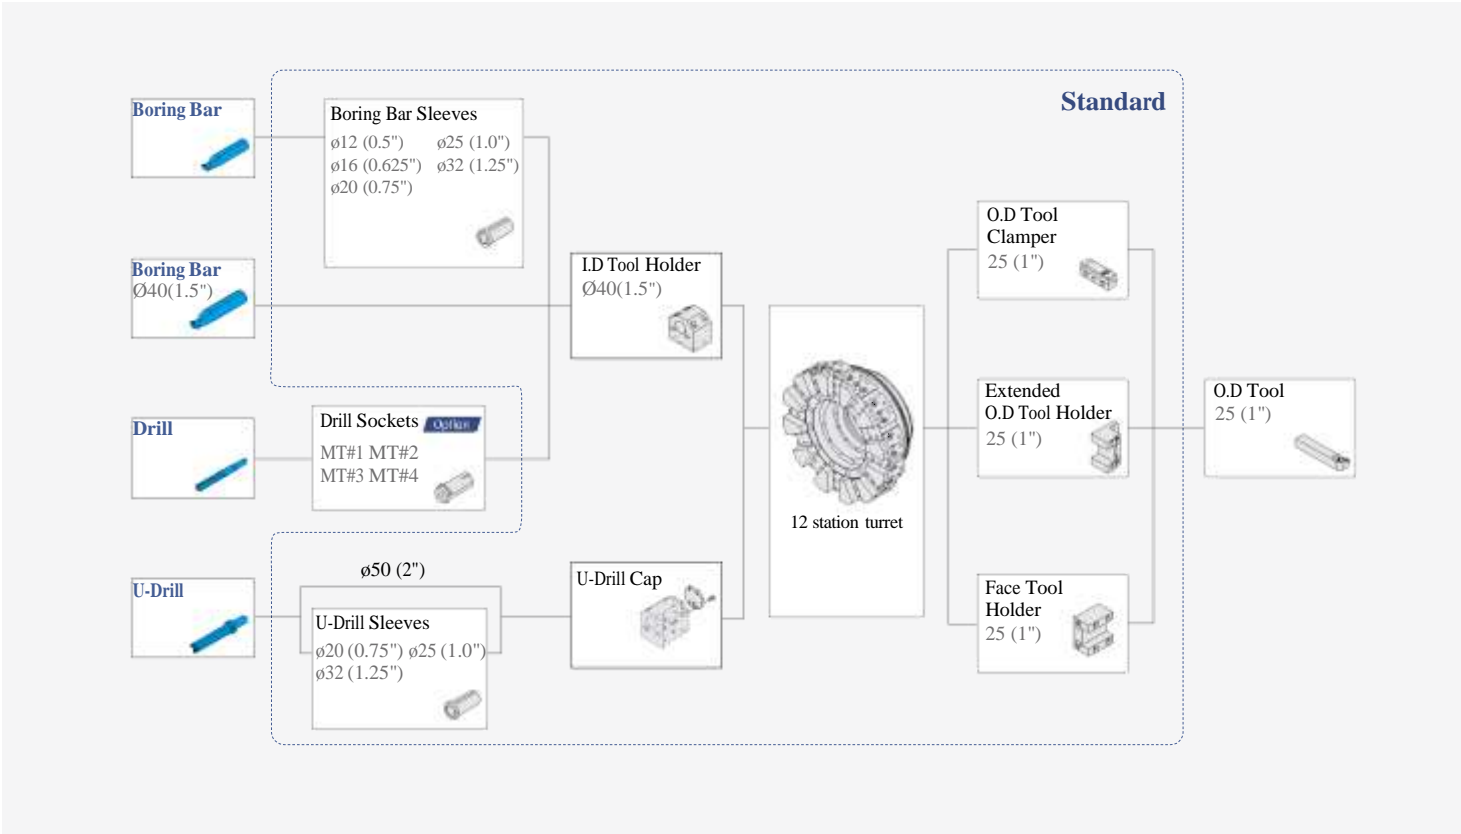 Standard
Boring Bar
Boring Bar Sleeves
ø12 (0.5") ø25 (1.0")
ø16 (0.625") ø32 (1.25")
ø20 (0.75")
Boring Bar
Ø40(1.5")
I.D Tool Holder
Ø40(1.5")
Drill
Drill Sockets Option
MT#1 MT#2
MT#3 MT#4
U-Drill
ø50 (2")
U-Drill Sleeves
ø20 (0.75") ø25 (1.0")
ø32 (1.25")
U-Drill Cap
12 station turret
O.D Tool
Clamper
25 (1")
Extended
O.D Tool Holder
25 (1")
Face Tool
Holder
25 (1")
O.D Tool
25 (1")